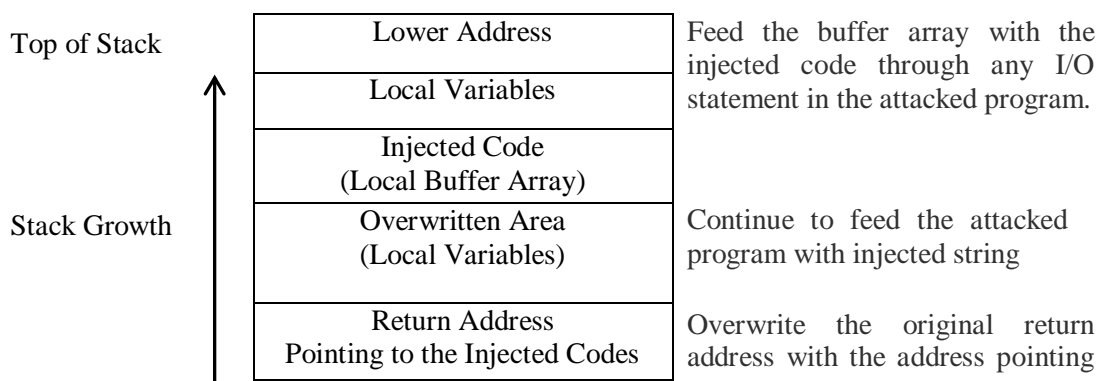 Top of Stack
Stack Growth
Lower Address
Local Variables
Injected Code
(Local Buffer Array)
Overwritten Area
(Local Variables)
Return Address
Pointing to the Injected Codes
Feed the buffer array with the
injected code through any I/O
statement in the attacked program.
Continue to feed the attacked
program with injected string
Overwrite the original return
address with the address pointing